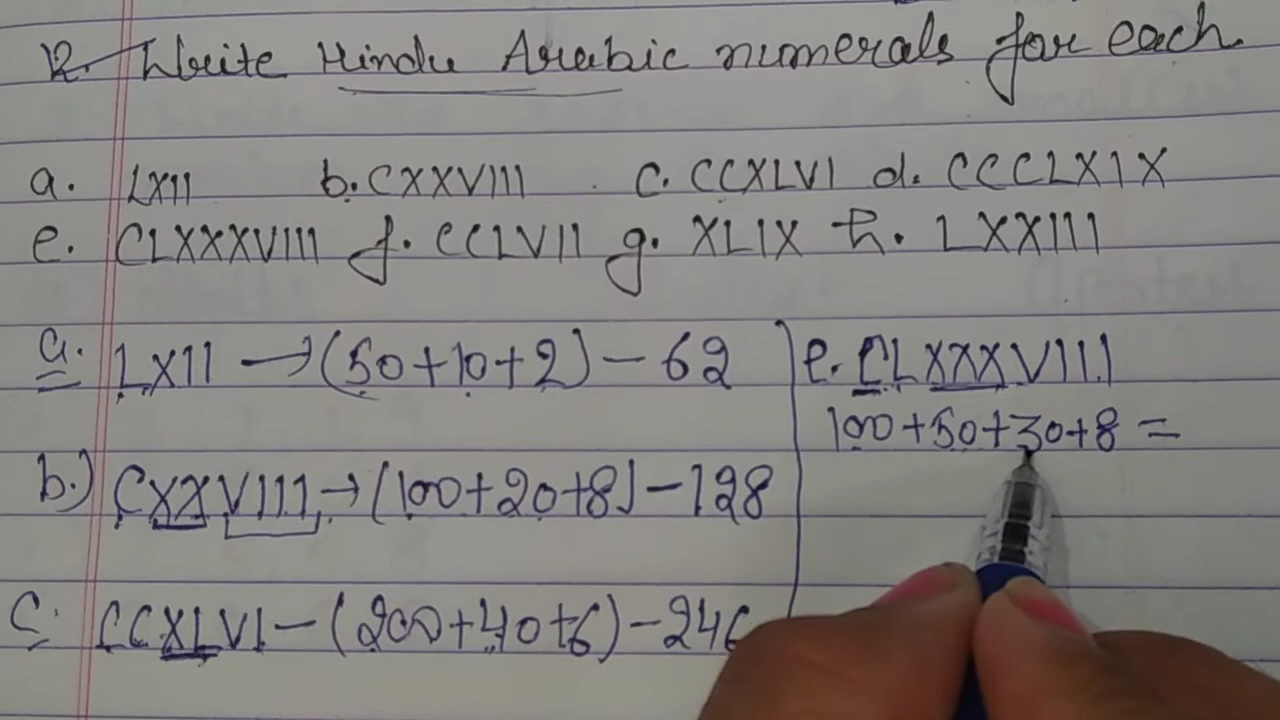 12. Write Hindu Arabic numerals for each
a. LXII b. CXXVIII c. CCXLVI d. CCCLXIX
e. CLXXXVIII f. CCLVII g. XLIX h. LXXIII
a. LXII → (50+10+2) - 62
b.) CXXVIII → (100+20+8) - 128
c. CCXLVI - (200+40+6) - 246
e. CLXXXVIII
100+50+30+8 =